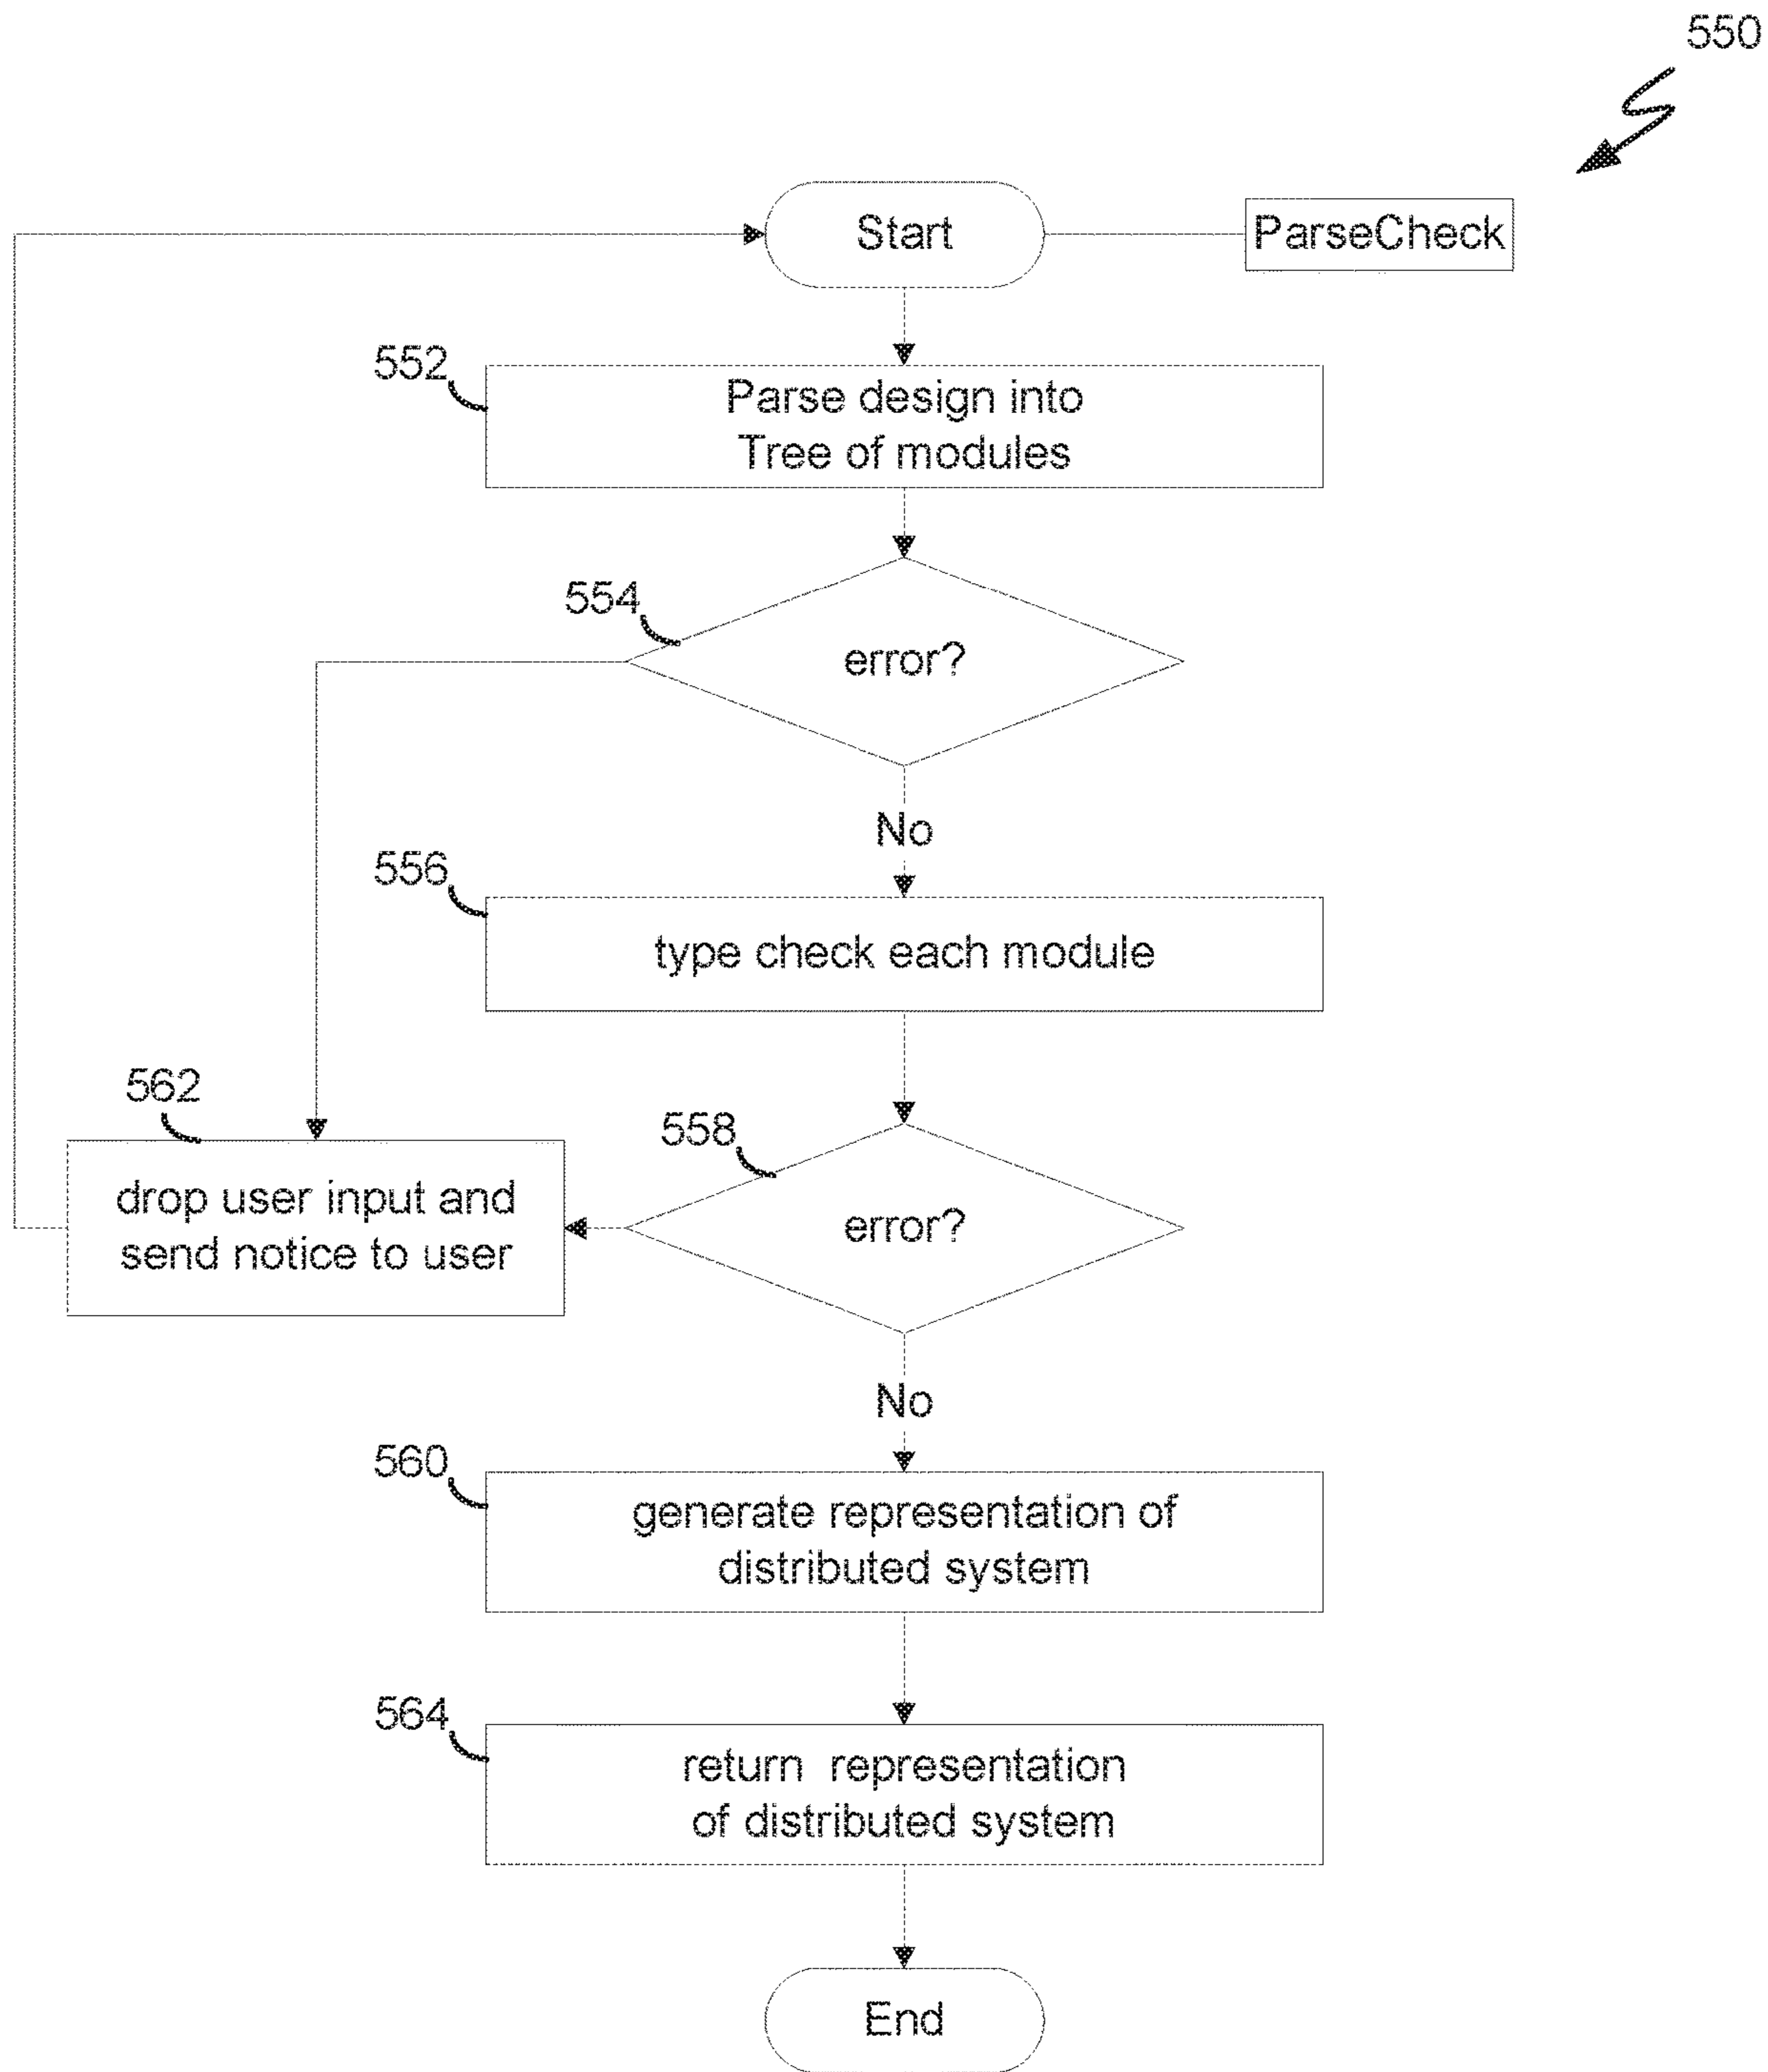 550
Start
ParseCheck
552
Parse design into
Tree of modules
554
error?
No
556
type check each module
562
558
drop user input and
send notice to user
error?
No
560
generate representation of
distributed system
564
return representation
of distributed system
End